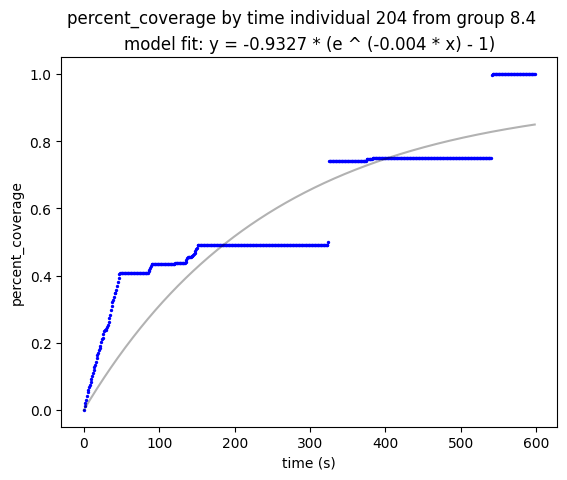 percent_coverage by time individual 204 from group 8.4
model fit: y = -0.9327 * (e ^ (-0.004 * x) - 1)
1.0
0.8
0.6
0.4
0.2
0.0
percent_coverage
0 100 200 300 400 500 600
time (s)